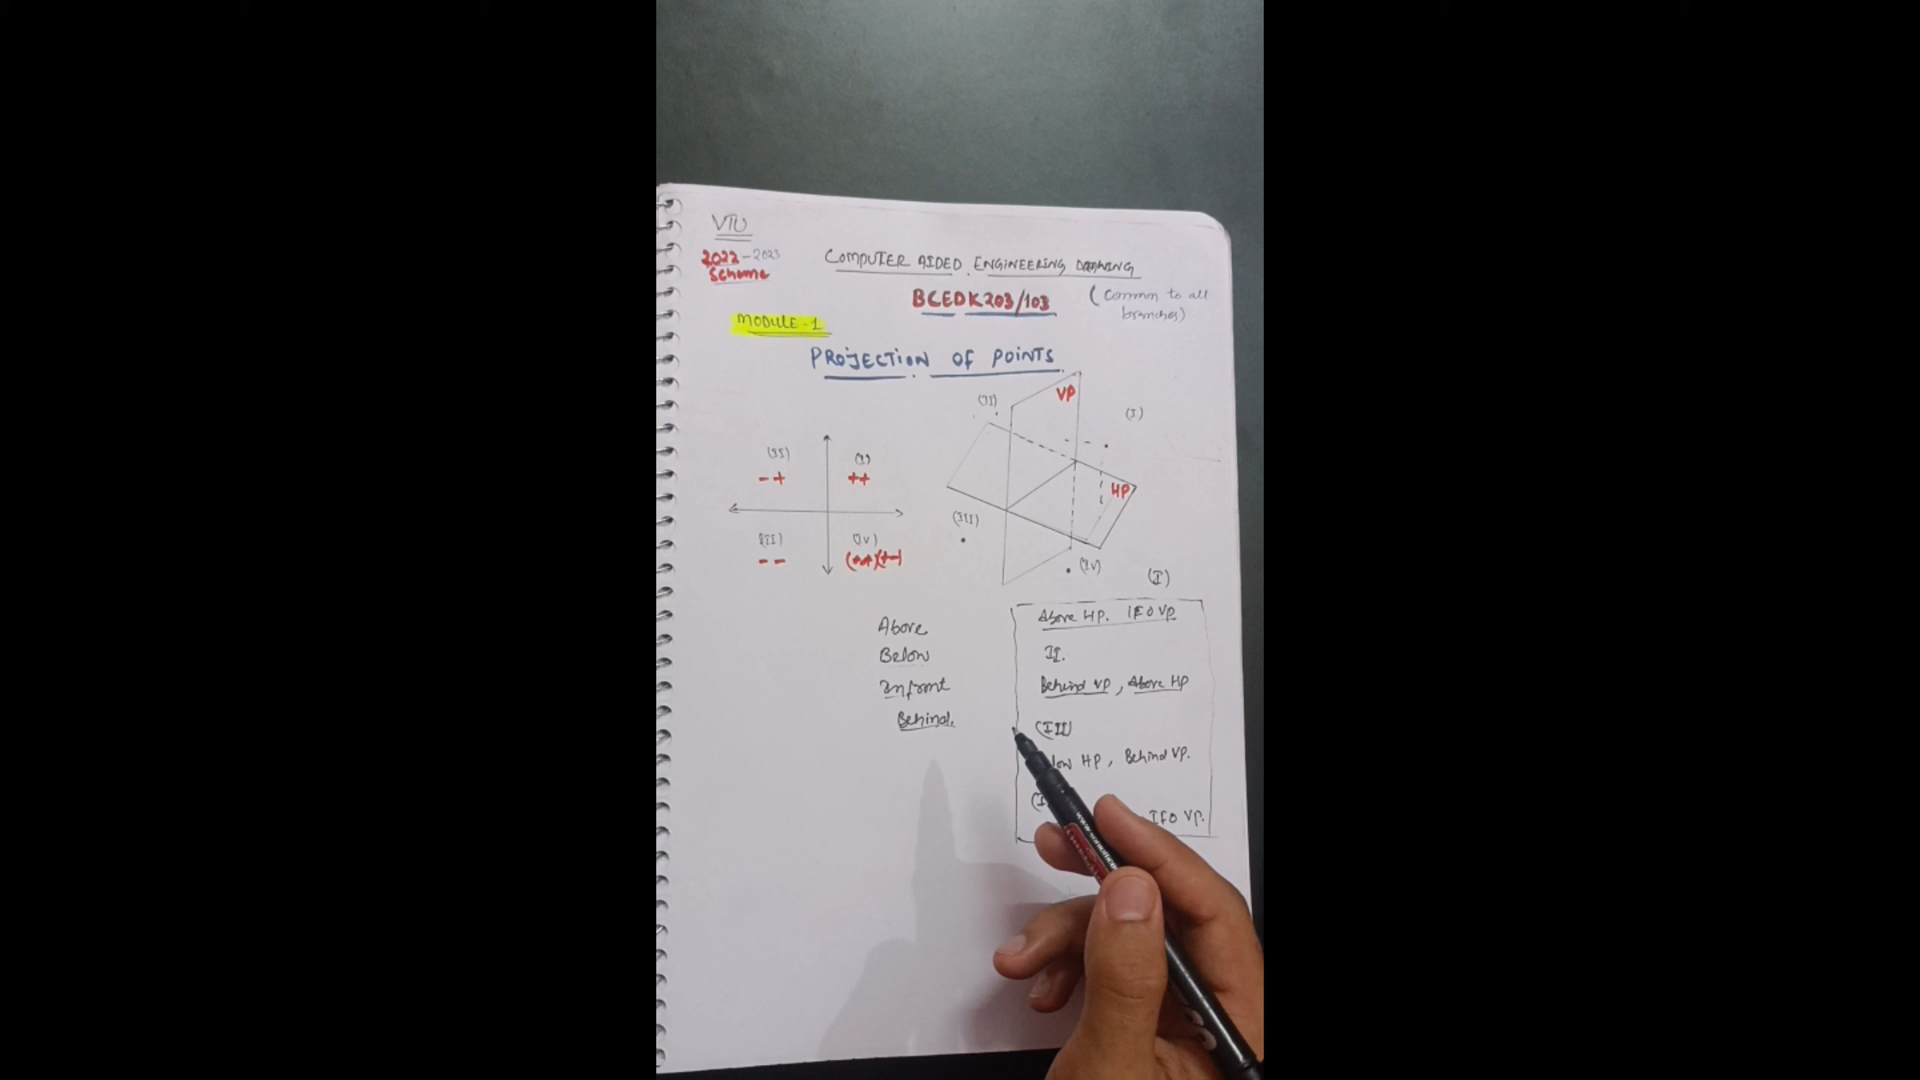 VTU
2022-2023
Scheme
COMPUTER AIDED ENGINEERING DRAWING
BCEDK203/103
(Common to all
branches)
MODULE-1
PROJECTION OF POINTS
(II)
VP
(I)
(II)
-+
(I)
++
HP
(III)
(III)
--
(IV)
(+-)
(IV)
(I)
Above
Below
Infront
Behind.
Above HP. IFO VP
II.
Behind VP, Above HP
(III)
HP, Behind VP.
IFO VP.